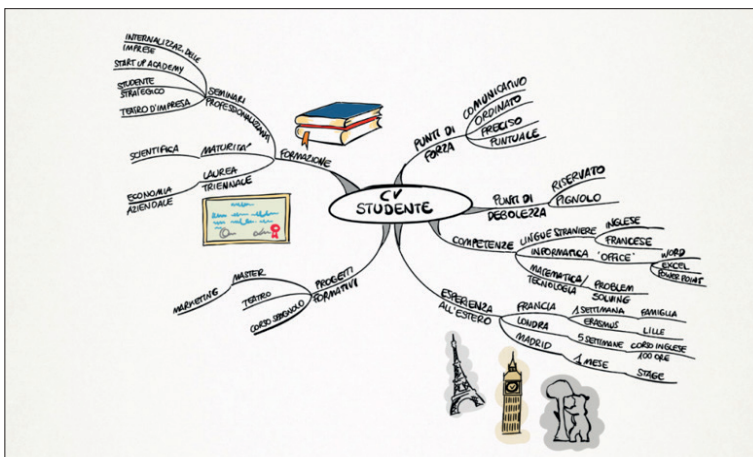 INTERNALIZZAZ. DELLE
IMPRESE
START UP ACADEMY
STUDENTE
STRATEGICO
TEATRO D'IMPRESA
SEMINARI
PROFESSIONALIZZANTI
SCIENTIFICA
MATURITA'
ECONOMIA
AZIENDALE
LAUREA
TRIENNALE
FORMAZIONE
CV
STUDENTE
PUNTI DI
FORZA
COMUNICATIVO
ORDINATO
PRECISO
PUNTUALE
PUNTI DI
DEBOLEZZA
RISERVATO
PIGNOLO
COMPETENZE
LINGUE STRANIERE
INGLESE
FRANCESE
INFORMATICA
"OFFICE"
WORD
EXCEL
POWERPOINT
MATEMATICA/
TECNOLOGIA
PROBLEM
SOLVING
ESPERIENZA
ALL'ESTERO
FRANCIA
1 SETTIMANA
FAMIGLIA
ERASMUS
LILLE
LONDRA
5 SETTIMANE
CORSO INGLESE
100 ORE
MADRID
1 MESE
STAGE
PROGETTI
FORMATIVI
MASTER
MARKETING
TEATRO
CORSO SPAGNOLO